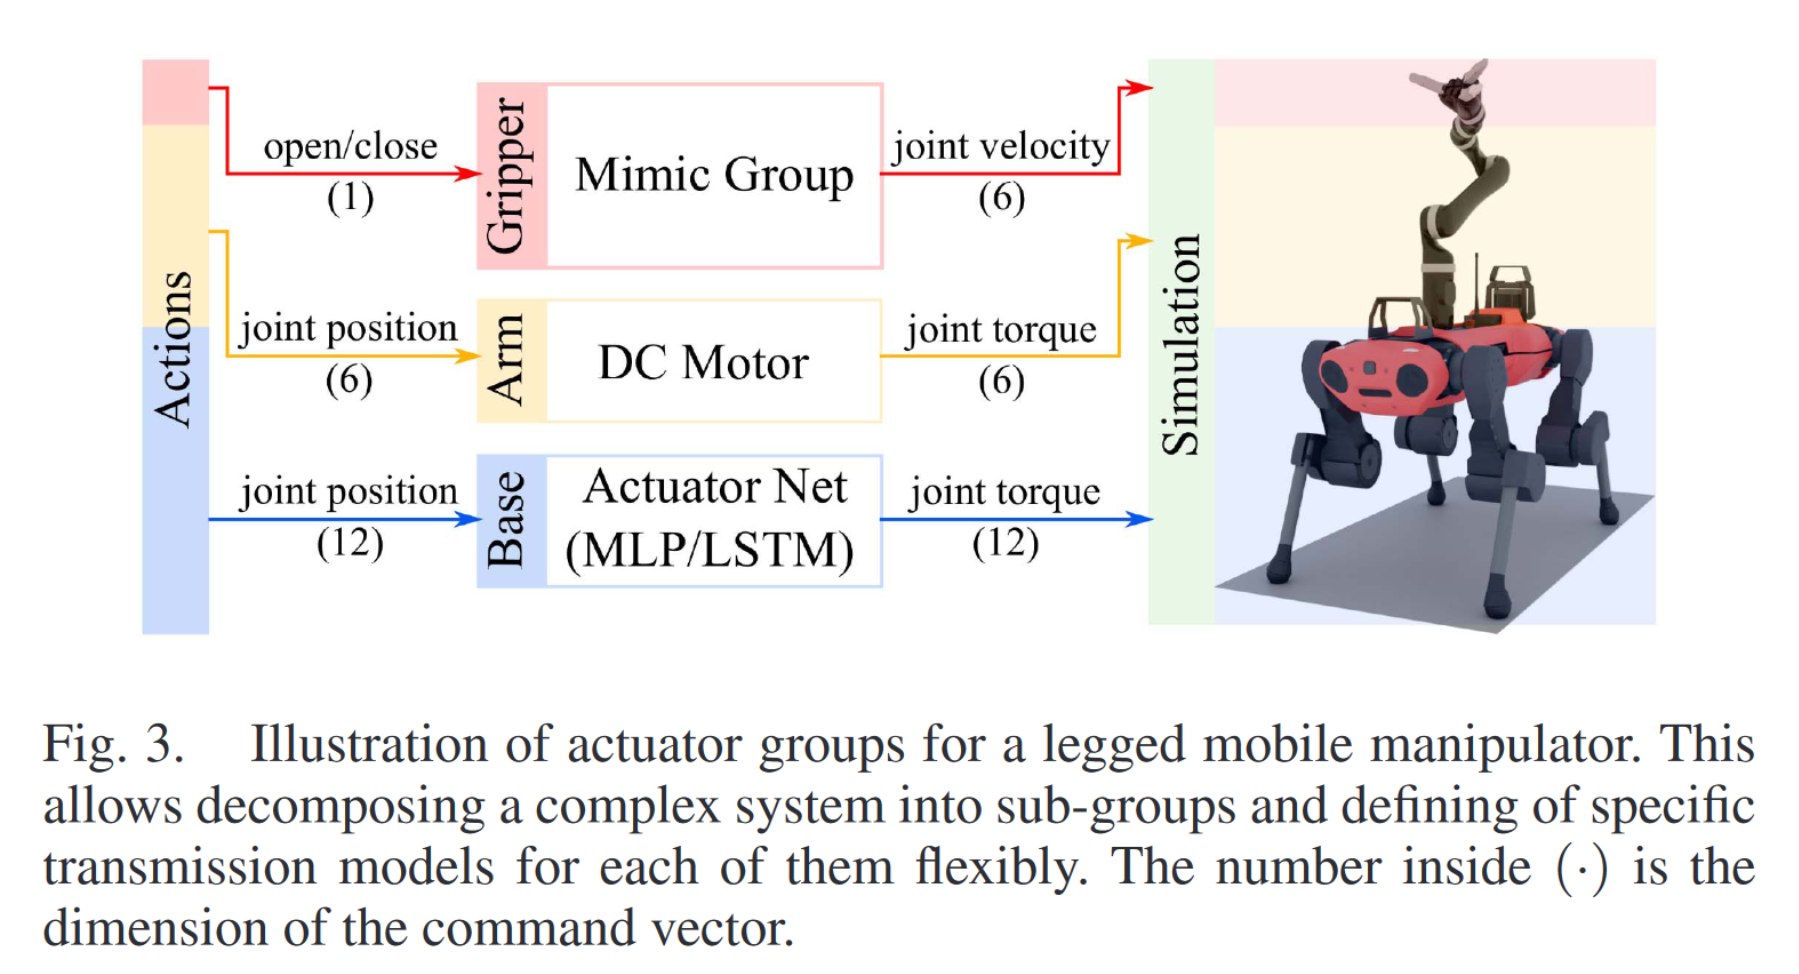 Actions
open/close
(1)
Gripper
Mimic Group
joint velocity
(6)
joint position
(6)
Arm
DC Motor
joint torque
(6)
joint position
(12)
Base
Actuator Net
(MLP/LSTM)
joint torque
(12)
Simulation
Fig. 3. Illustration of actuator groups for a legged mobile manipulator. This
allows decomposing a complex system into sub-groups and defining of specific
transmission models for each of them flexibly. The number inside (·) is the
dimension of the command vector.